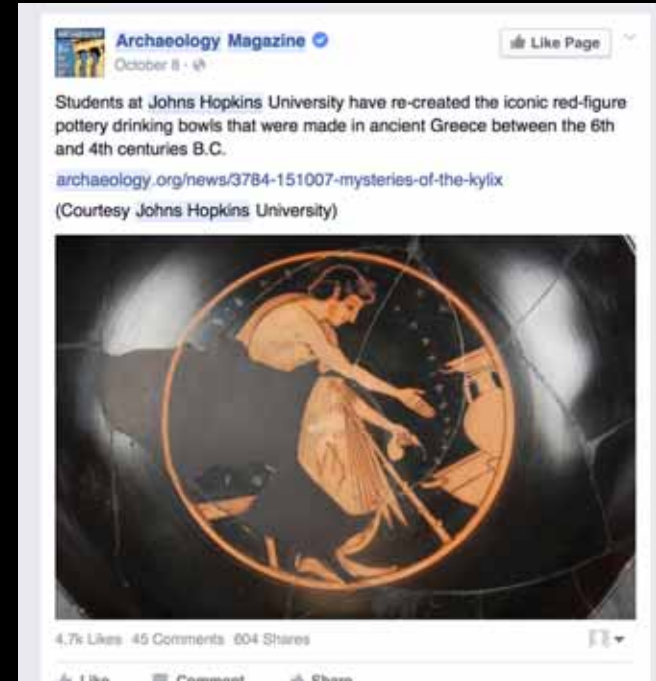 Archaeology Magazine
Like Page
October 8 ·
Students at Johns Hopkins University have re-created the iconic red-figure
pottery drinking bowls that were made in ancient Greece between the 6th
and 4th centuries B.C.
archaeology.org/news/3784-151007-mysteries-of-the-kylix
(Courtesy Johns Hopkins University)
4.7k Likes 45 Comments 604 Shares
Like Comment Share